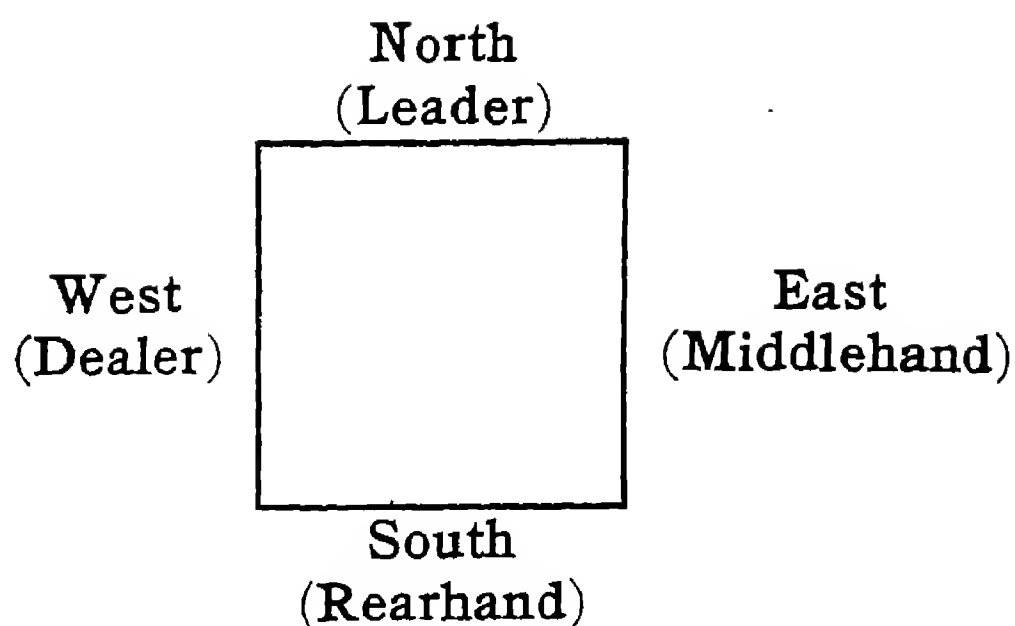 North
(Leader)
West
(Dealer)
East
(Middlehand)
South
(Rearhand)